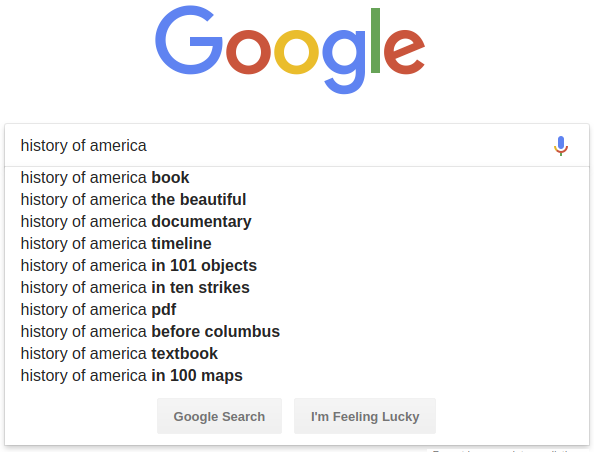 Google
history of america
history of america book
history of america the beautiful
history of america documentary
history of america timeline
history of america in 101 objects
history of america in ten strikes
history of america pdf
history of america before columbus
history of america textbook
history of america in 100 maps
Google Search I'm Feeling Lucky